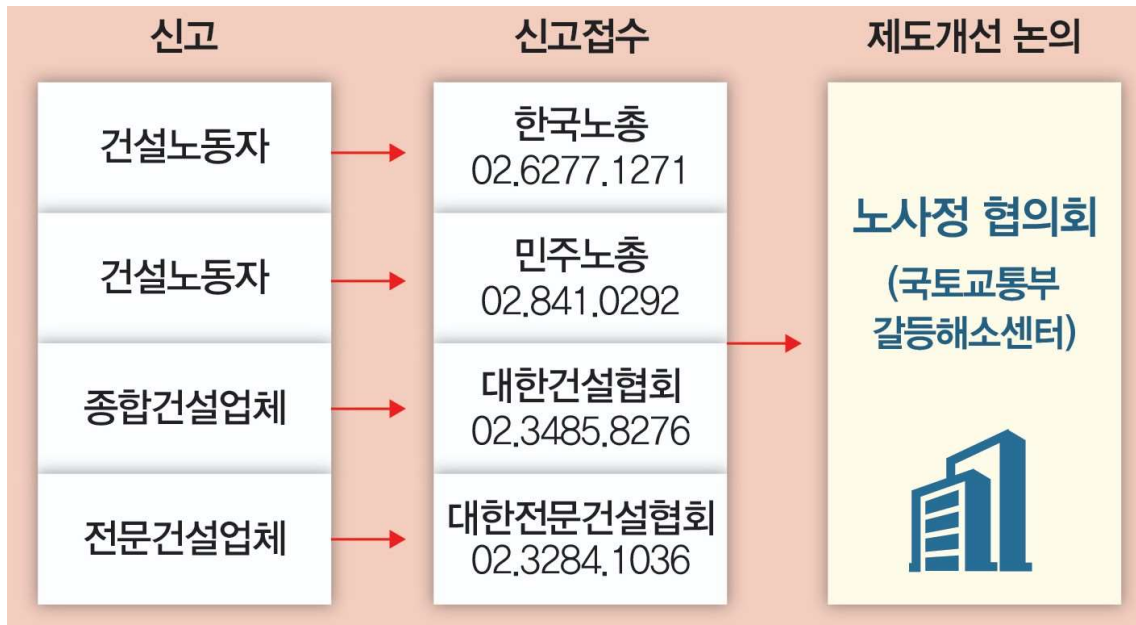 신고
신고접수
제도개선 논의
건설노동자
한국노총
02.6277.1271
건설노동자
민주노총
02.841.0292
종합건설업체
대한건설협회
02.3485.8276
전문건설업체
대한전문건설협회
02.3284.1036
노사정 협의회
(국토교통부
갈등해소센터)